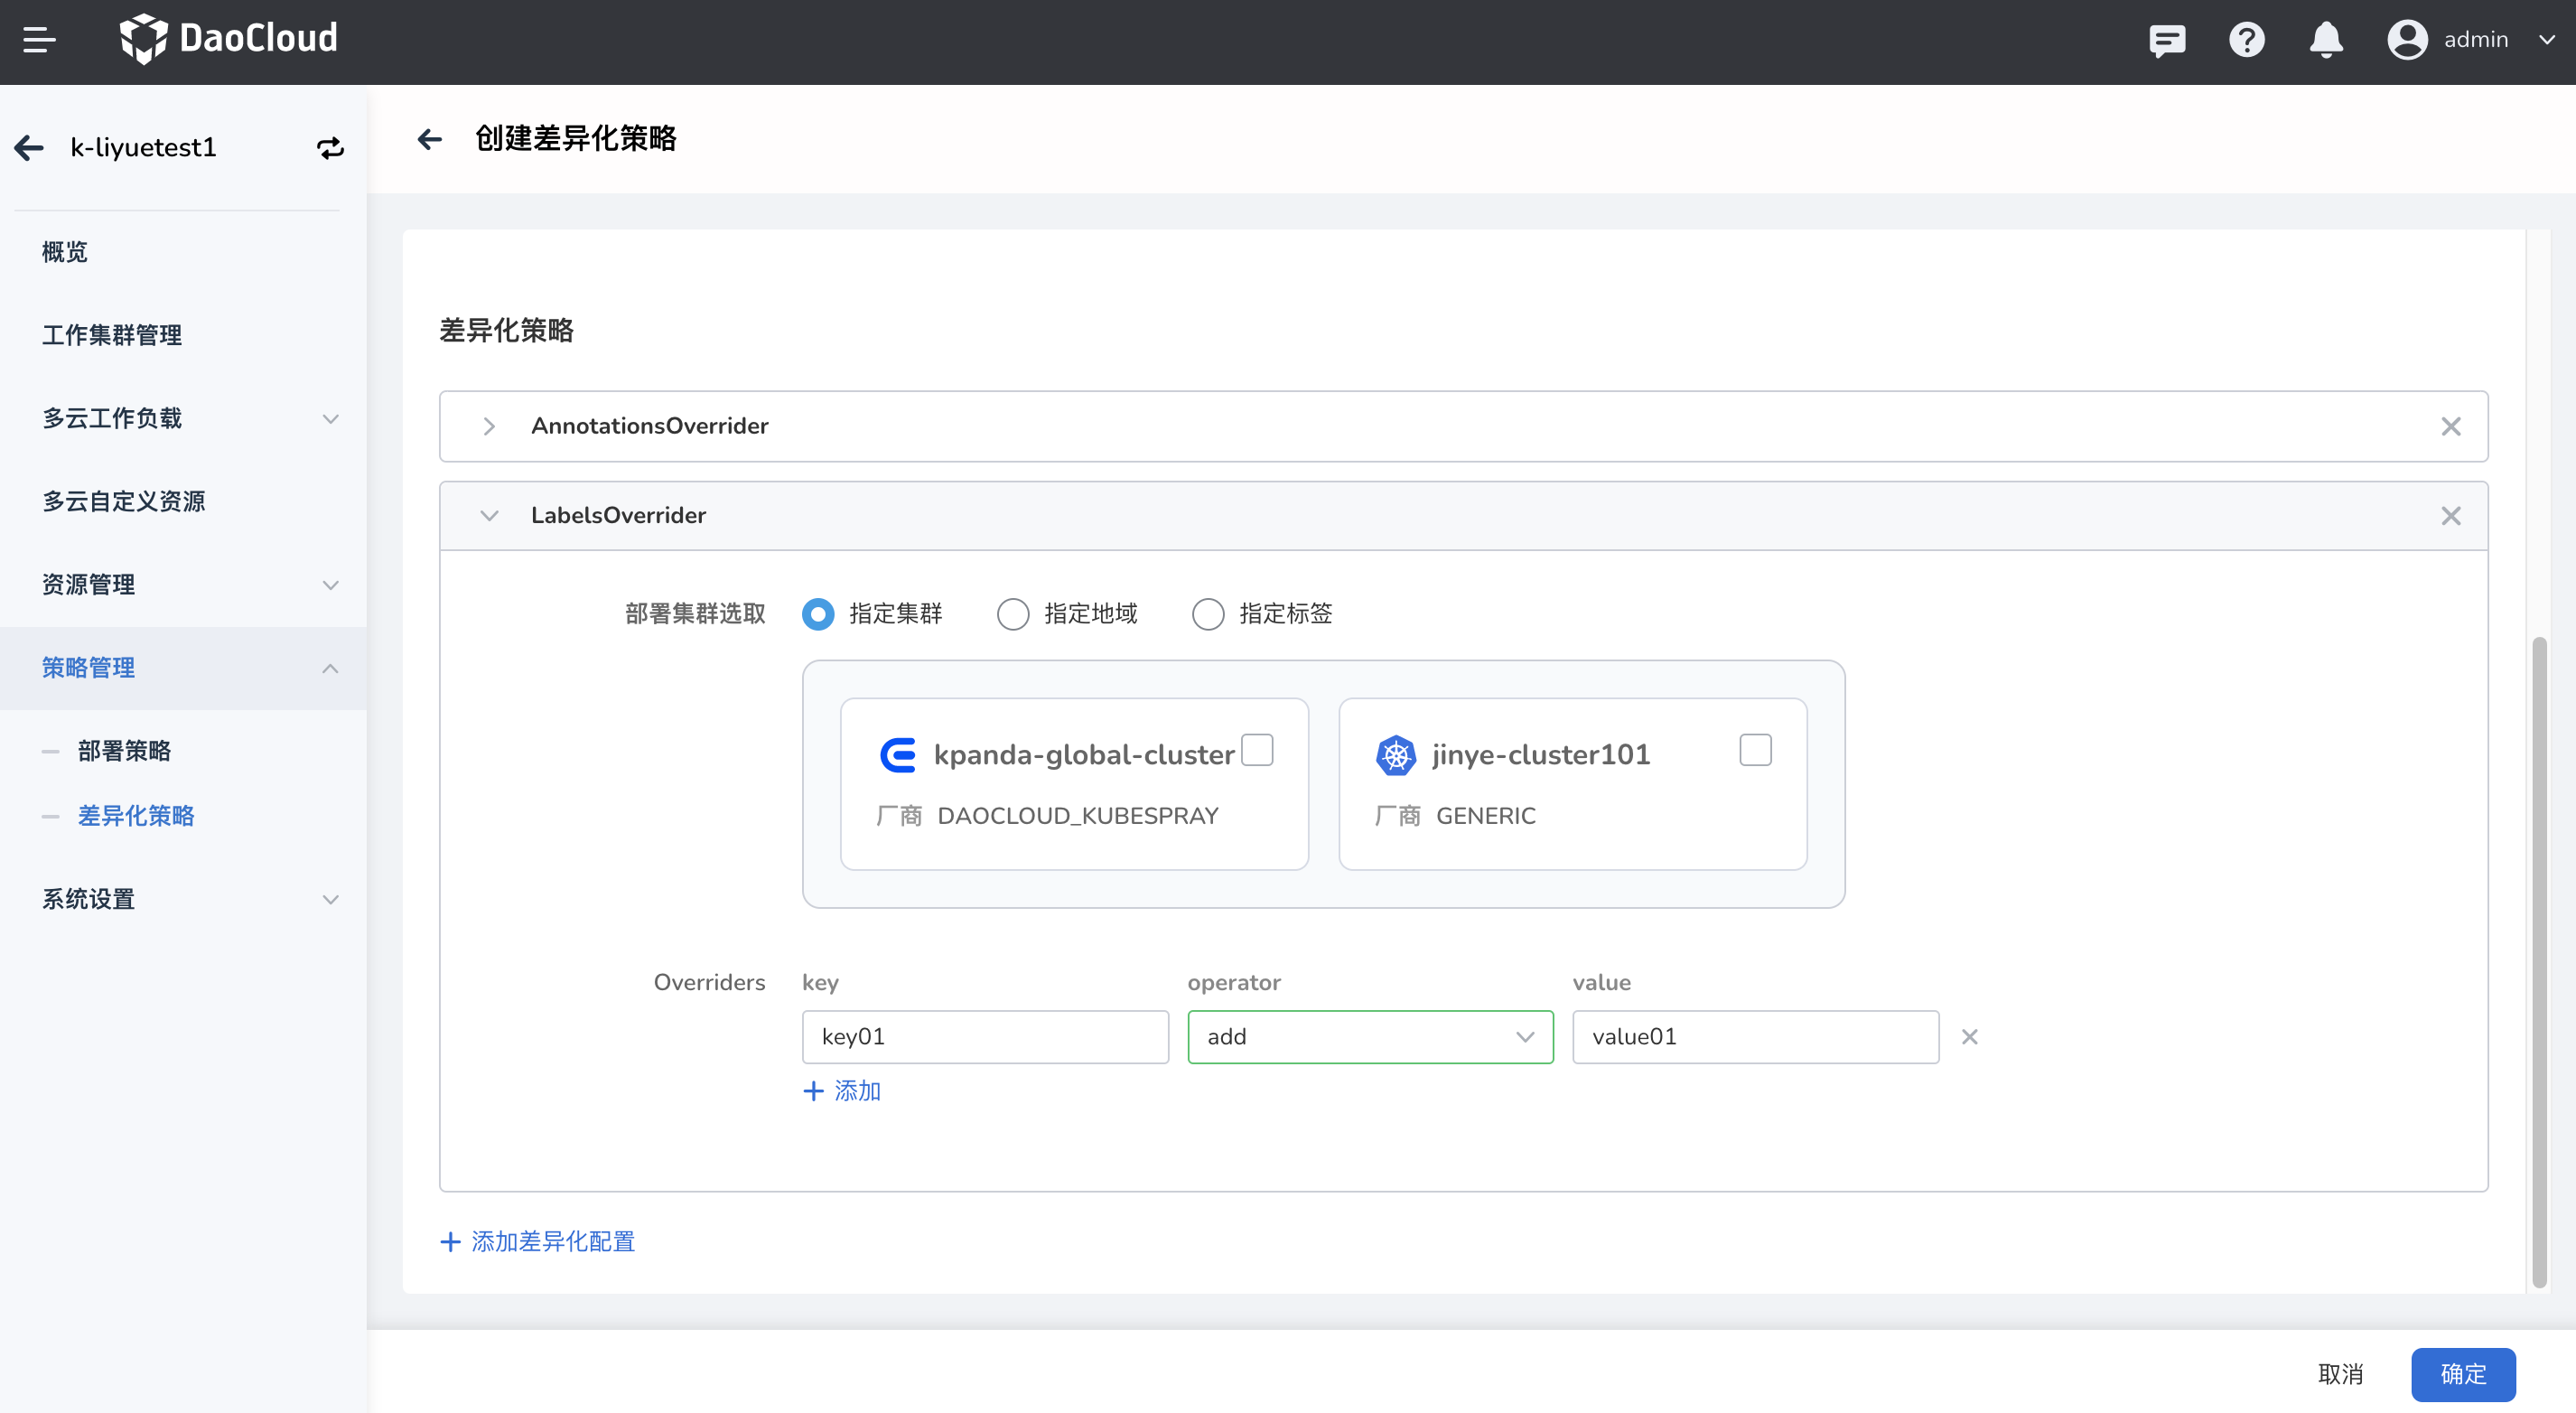 DaoCloud
admin
k-liyuetest1
概览
工作集群管理
多云工作负载
多云自定义资源
资源管理
策略管理
部署策略
差异化策略
系统设置
创建差异化策略
差异化策略
AnnotationsOverrider
LabelsOverrider
部署集群选取 指定集群 指定地域 指定标签
kpanda-global-cluster
厂商 DAOCLOUD_KUBESPRAY
jinye-cluster101
厂商 GENERIC
Overriders key operator value
key01 add value01
添加
添加差异化配置
取消 确定